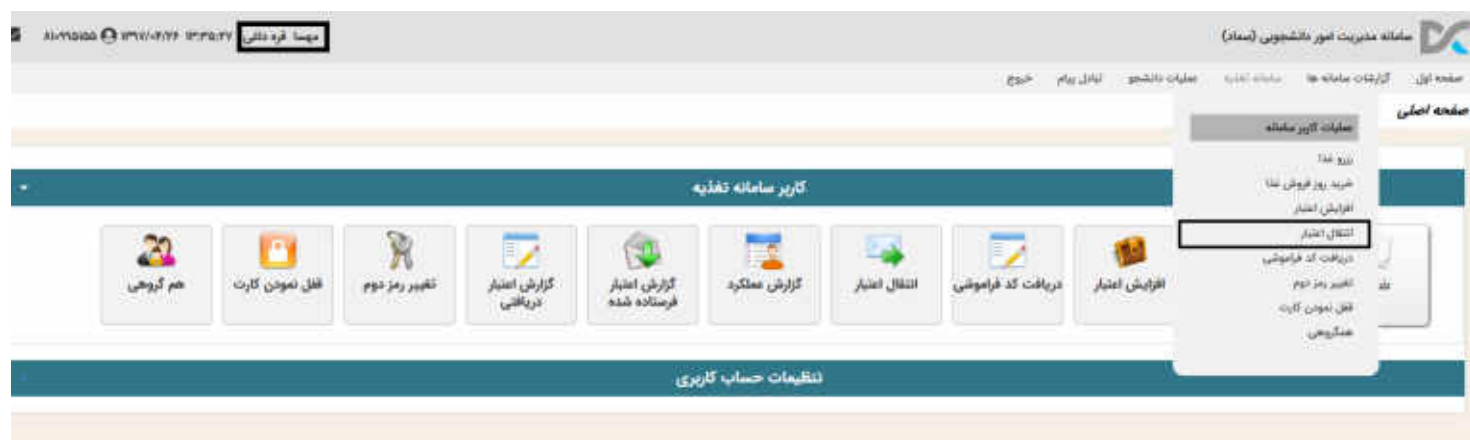 سامانه مدیریت امور دانشجویی (سماد)
مهسا قره داغی
صفحه اول گزارشات سامانه ها سامانه تغذیه عملیات دانشجو تبادل پیام خروج
صفحه اصلی
عملیات کاربر سامانه
رزرو غذا
خرید روز فروش غذا
افزایش اعتبار
انتقال اعتبار
دریافت کد فراموشی
تغییر رمز دوم
قفل نمودن کارت
همگروهی
کاربر سامانه تغذیه
افزایش اعتبار
دریافت کد فراموشی
انتقال اعتبار
گزارش عملکرد
گزارش اعتبار
فرستاده شده
گزارش اعتبار
دریافتی
تغییر رمز دوم
قفل نمودن کارت
هم گروهی
تنظیمات حساب کاربری